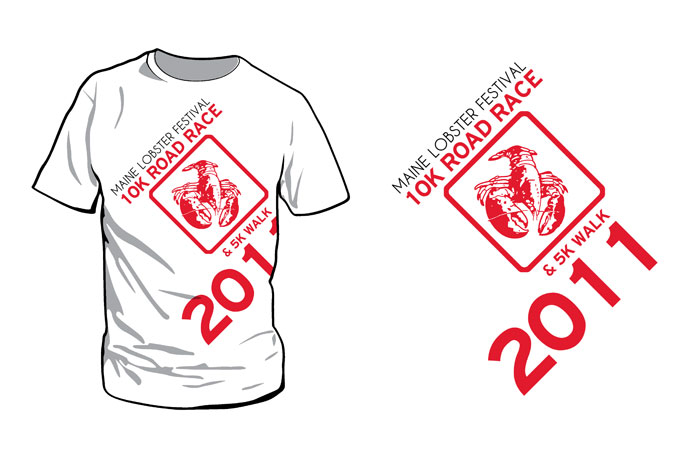 MAINE LOBSTER FESTIVAL
10K ROAD RACE
& 5K WALK
2011
MAINE LOBSTER FESTIVAL
10K ROAD RACE
& 5K WALK
2011